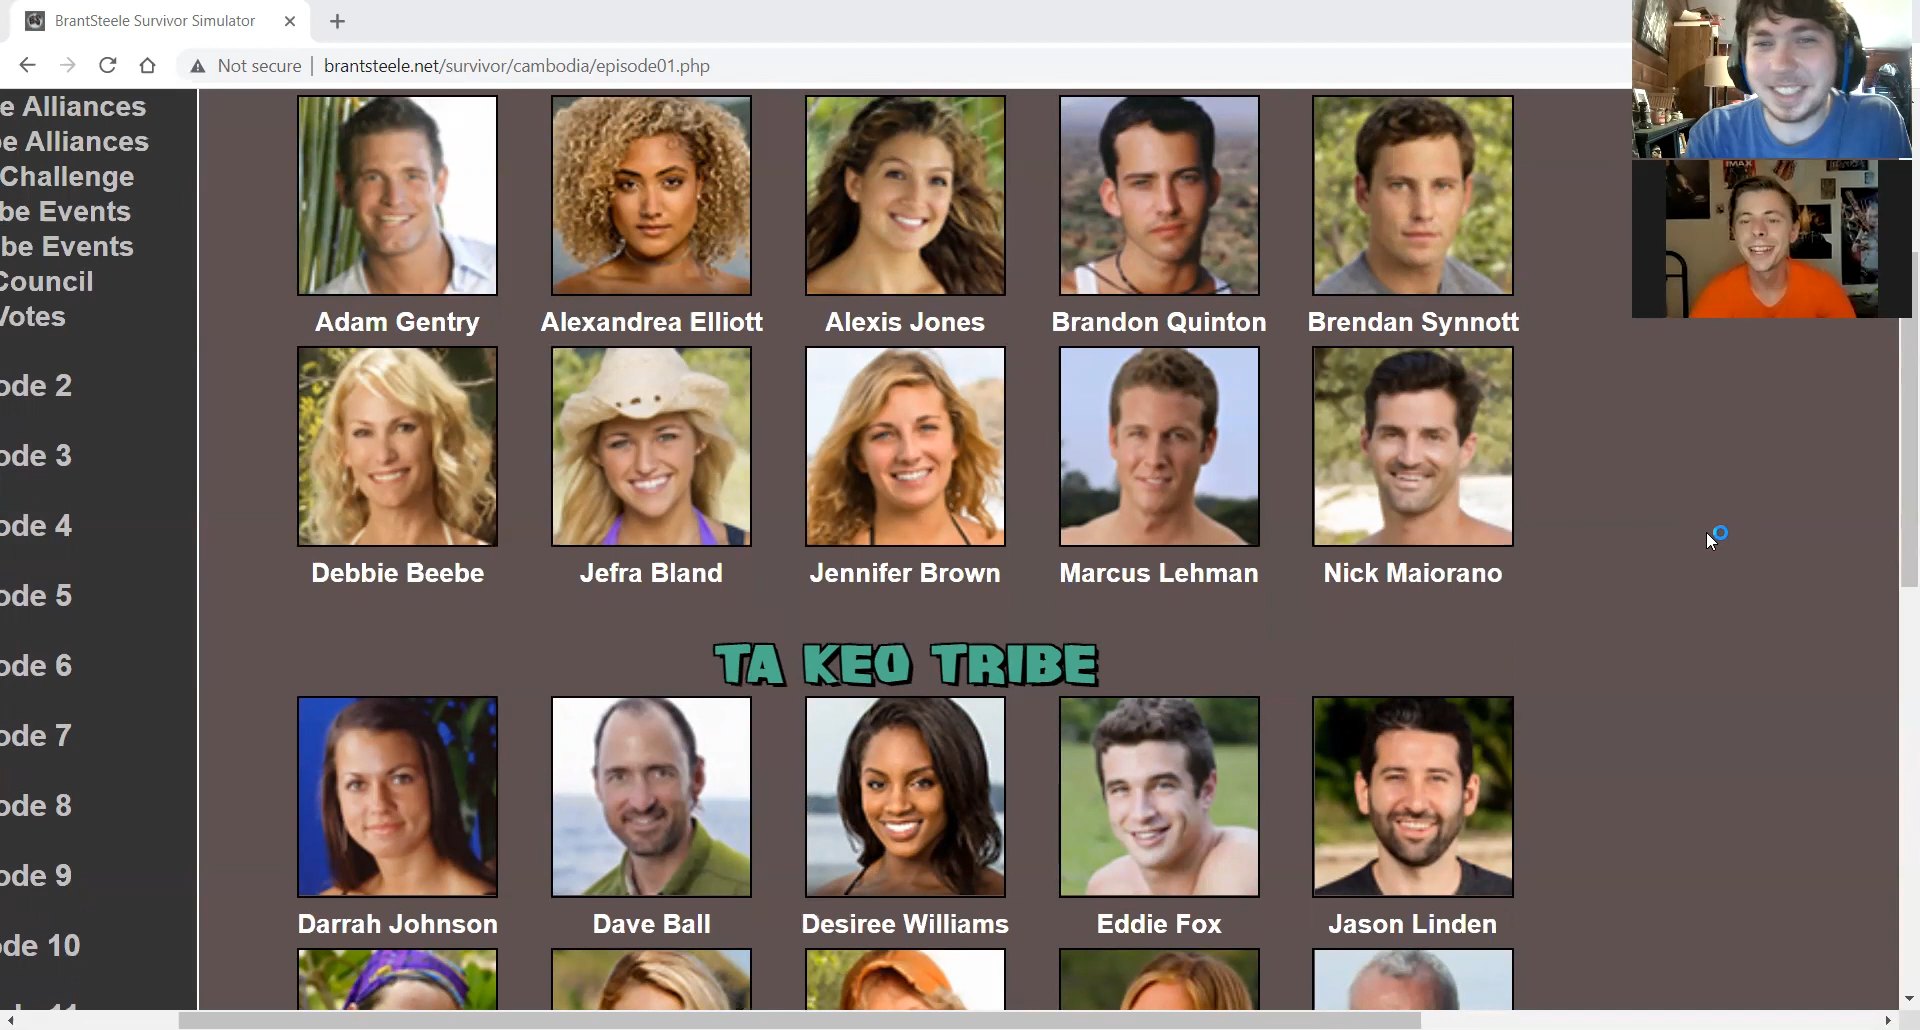 BrantSteele Survivor Simulator
Not secure
brantsteele.net/survivor/cambodia/episode01.php
e Alliances
e Alliances
Challenge
be Events
be Events
Council
Votes
ode 2
ode 3
ode 4
ode 5
ode 6
ode 7
ode 8
ode 9
de 10
Adam Gentry Alexandrea Elliott Alexis Jones Brandon Quinton Brendan Synnott
Debbie Beebe Jefra Bland Jennifer Brown Marcus Lehman Nick Maiorano
TA KEO TRIBE
Darrah Johnson Dave Ball Desiree Williams Eddie Fox Jason Linden
IMAX